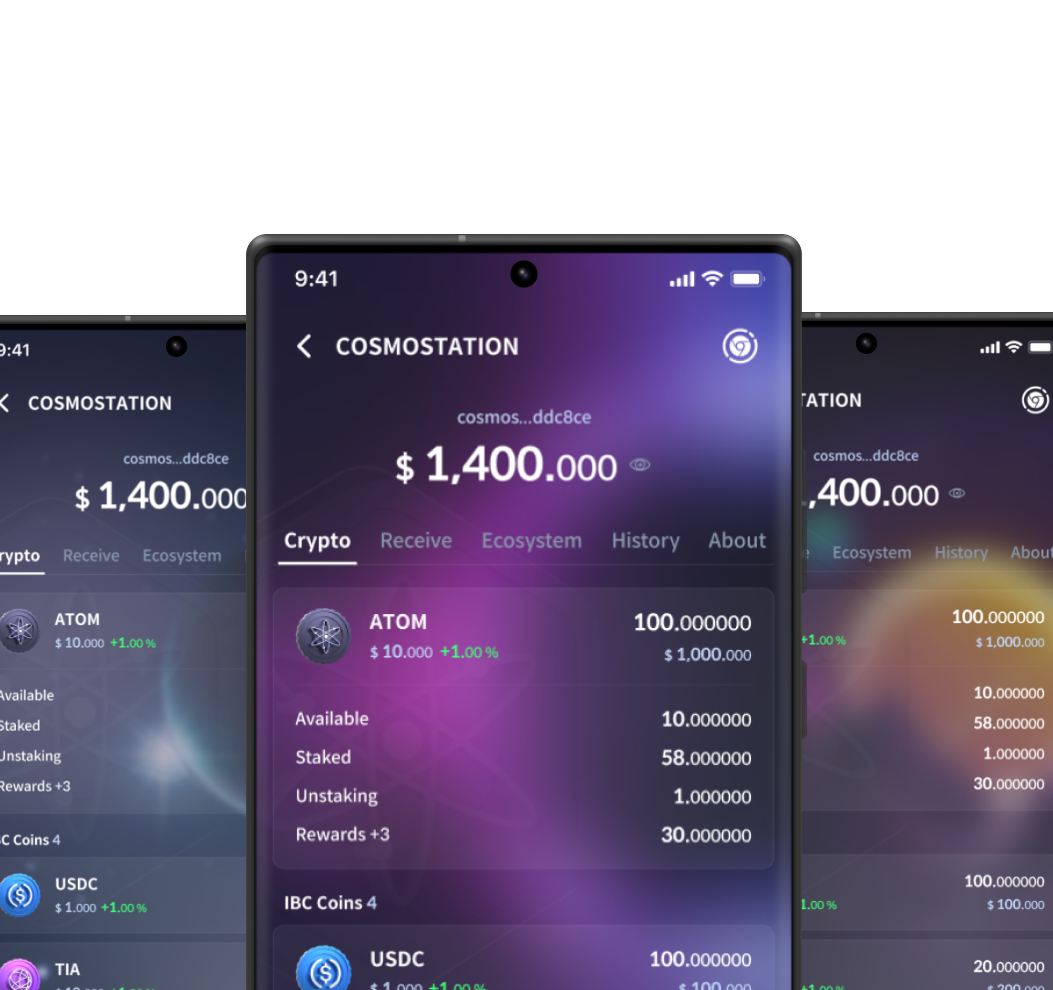 9:41
COSMOSTATION
cosmos...ddc8ce
$ 1,400.000
Crypto Receive Ecosystem History About
ATOM 100.000000
$ 10.000 +1.00 % $ 1,000.000
Available 10.000000
Staked 58.000000
Unstaking 1.000000
Rewards +3 30.000000
IBC Coins 4
USDC 100.000000
$ 1.000 +1.00 % $ 100.000
9:41
COSMOSTATION
cosmos...ddc8ce
$ 1,400.000
rypto Receive Ecosystem
ATOM
$ 10.000 +1.00 %
Available
Staked
Unstaking
Rewards +3
C Coins 4
USDC
$ 1.000 +1.00 %
TIA
TATION
cosmos...ddc8ce
,400.000
e Ecosystem History About
100.000000
+1.00 % $ 1,000.000
10.000000
58.000000
1.000000
30.000000
100.000000
1.00 % $ 100.000
20.000000
$ 200.000